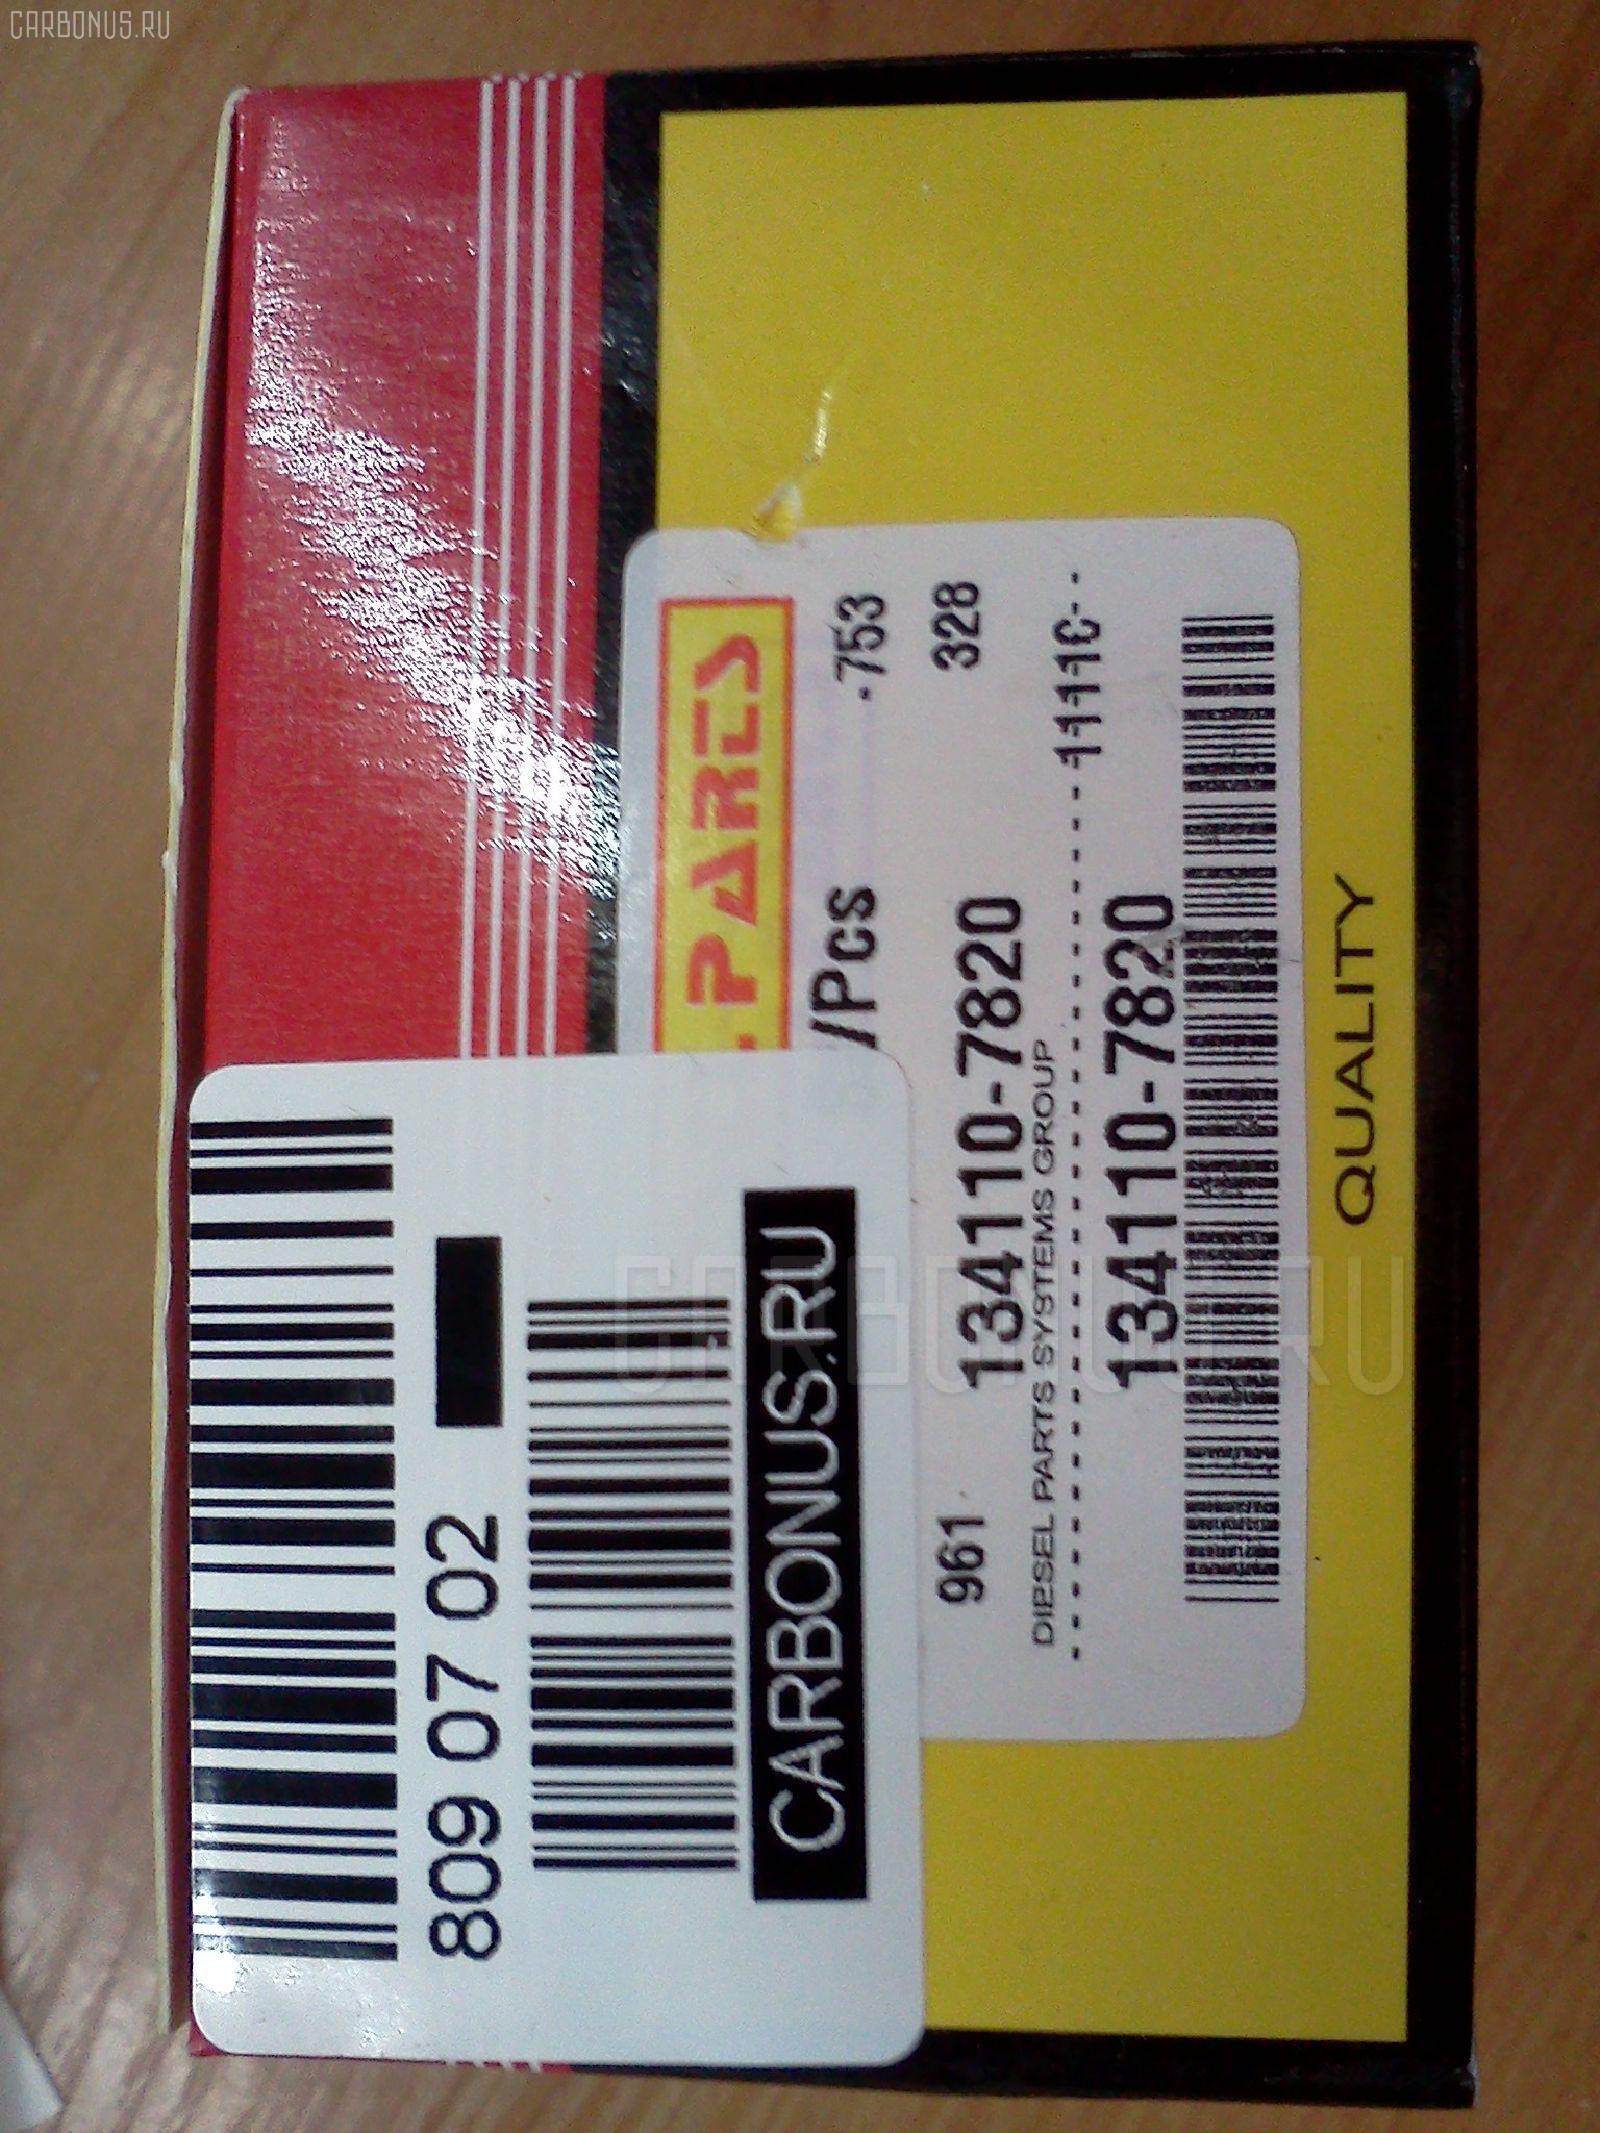 CARBONUS.RU
809 07 02
CARBONUS.RU
PARTS
/Pcs -753
961 134110-7820 328
DIESEL PARTS SYSTEMS GROUP
134110-7820
QUALITY
CARBONUS.RU